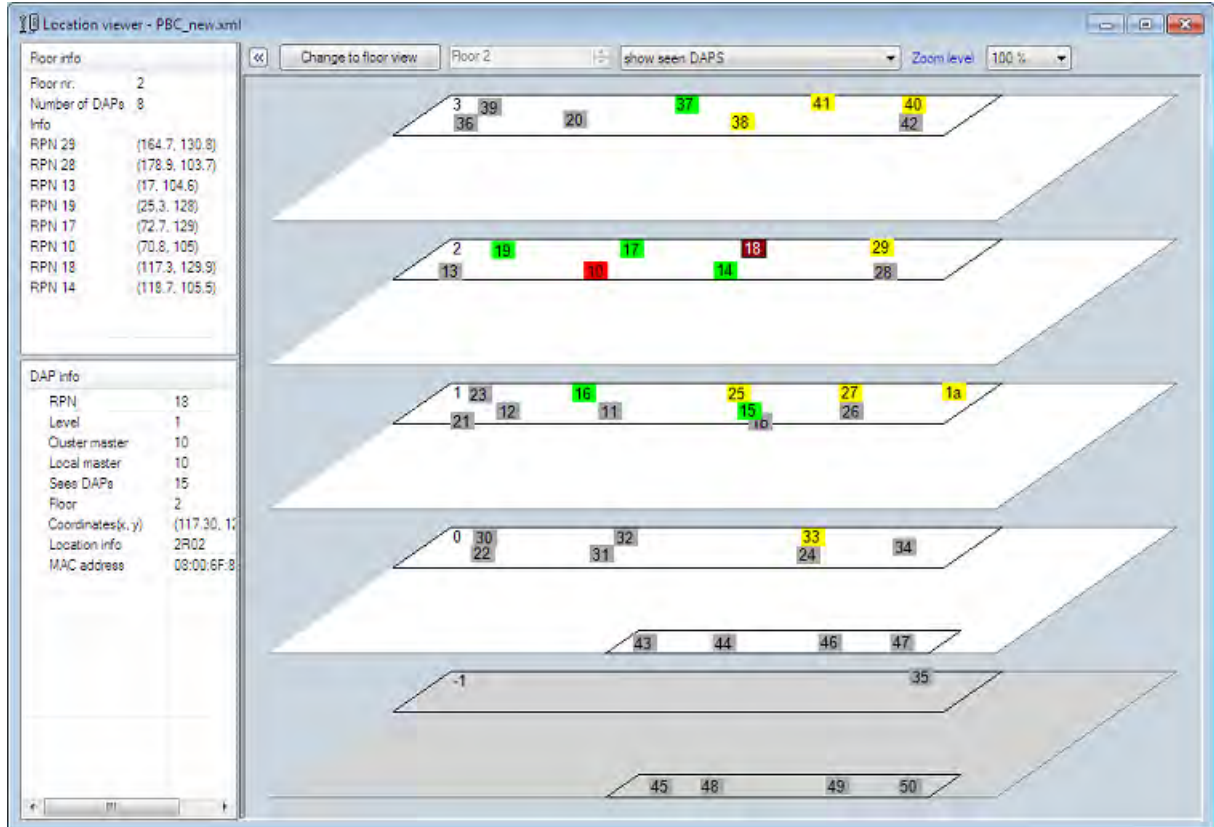 Location viewer - PBC_new.xml
Floor info
Floor nr. 2
Number of DAPs 8
Info
RPN 29 (164.7, 130.8)
RPN 28 (178.9, 103.7)
RPN 13 (17, 104.6)
RPN 19 (25.3, 128)
RPN 17 (72.7, 129)
RPN 10 (70.8, 105)
RPN 18 (117.3, 129.9)
RPN 14 (118.7, 105.5)
DAP info
RPN 18
Level 1
Cluster master 10
Local master 10
Sees DAPs 15
Floor 2
Coordinates(x, y) (117.30, 12
Location info 2R02
MAC address 08:00:6F:8
« Change to floor view Floor 2 show seen DAPS Zoom level 100 %
3 39 37 41 40
36 20 38 42
2 19 17 18 29
13 10 14 28
1 23 16 25 27 1a
21 12 11 15 1b 26
0 30 32 33 34
22 31 24
43 44 46 47
-1 35
45 48 49 50